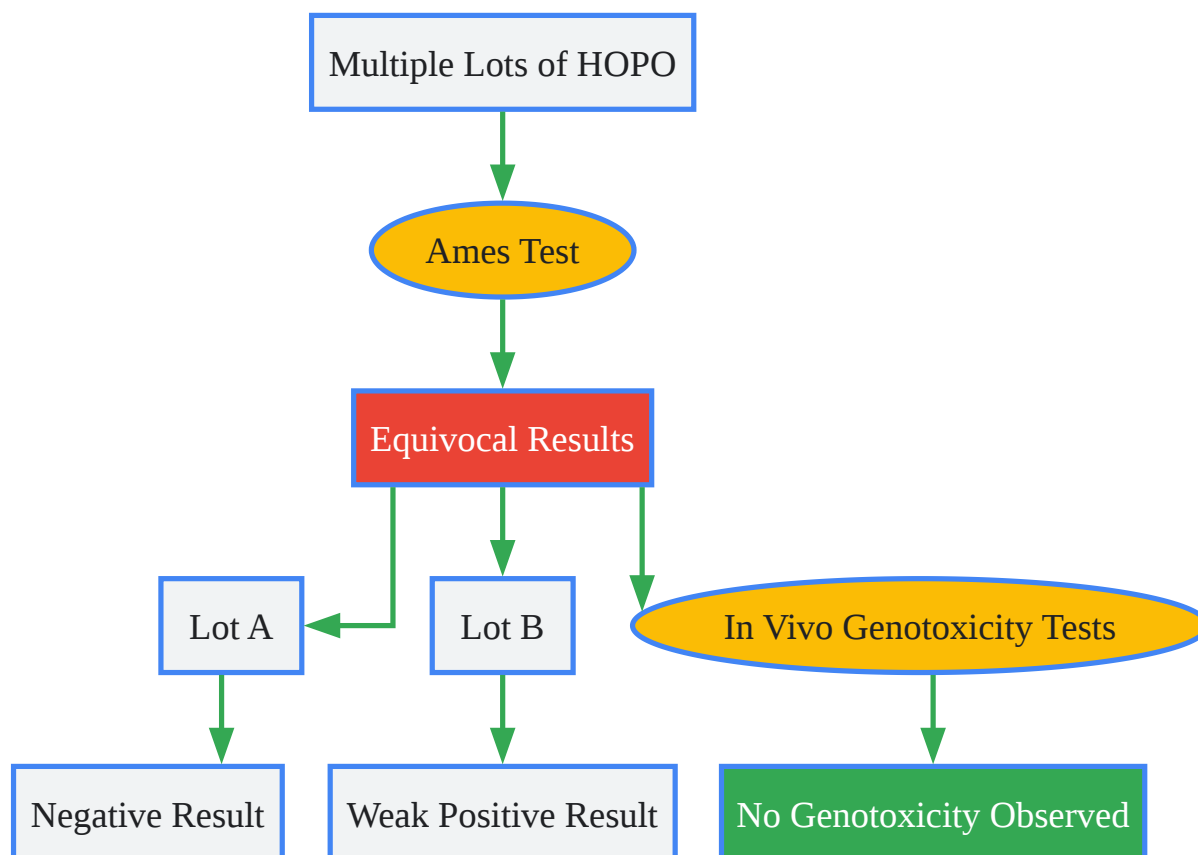 Multiple Lots of HOPO
Ames Test
Equivocal Results
Lot A
Lot B
In Vivo Genotoxicity Tests
Negative Result
Weak Positive Result
No Genotoxicity Observed